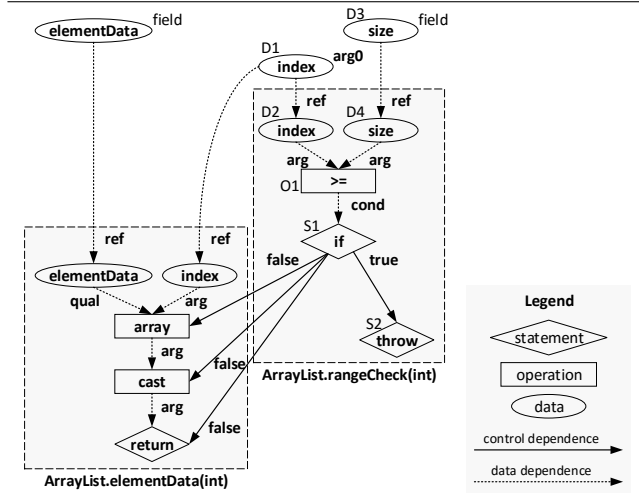 elementData field
D3 size field
D1 index arg0
ref ref
D2 index D4 size
arg arg
O1 >=
cond
S1 if
ref ref
elementData index
false true
qual arg
array
S2 throw
arg
false
cast
ArrayList.rangeCheck(int)
arg
false
return
ArrayList.elementData(int)
Legend
statement
operation
data
control dependence
data dependence